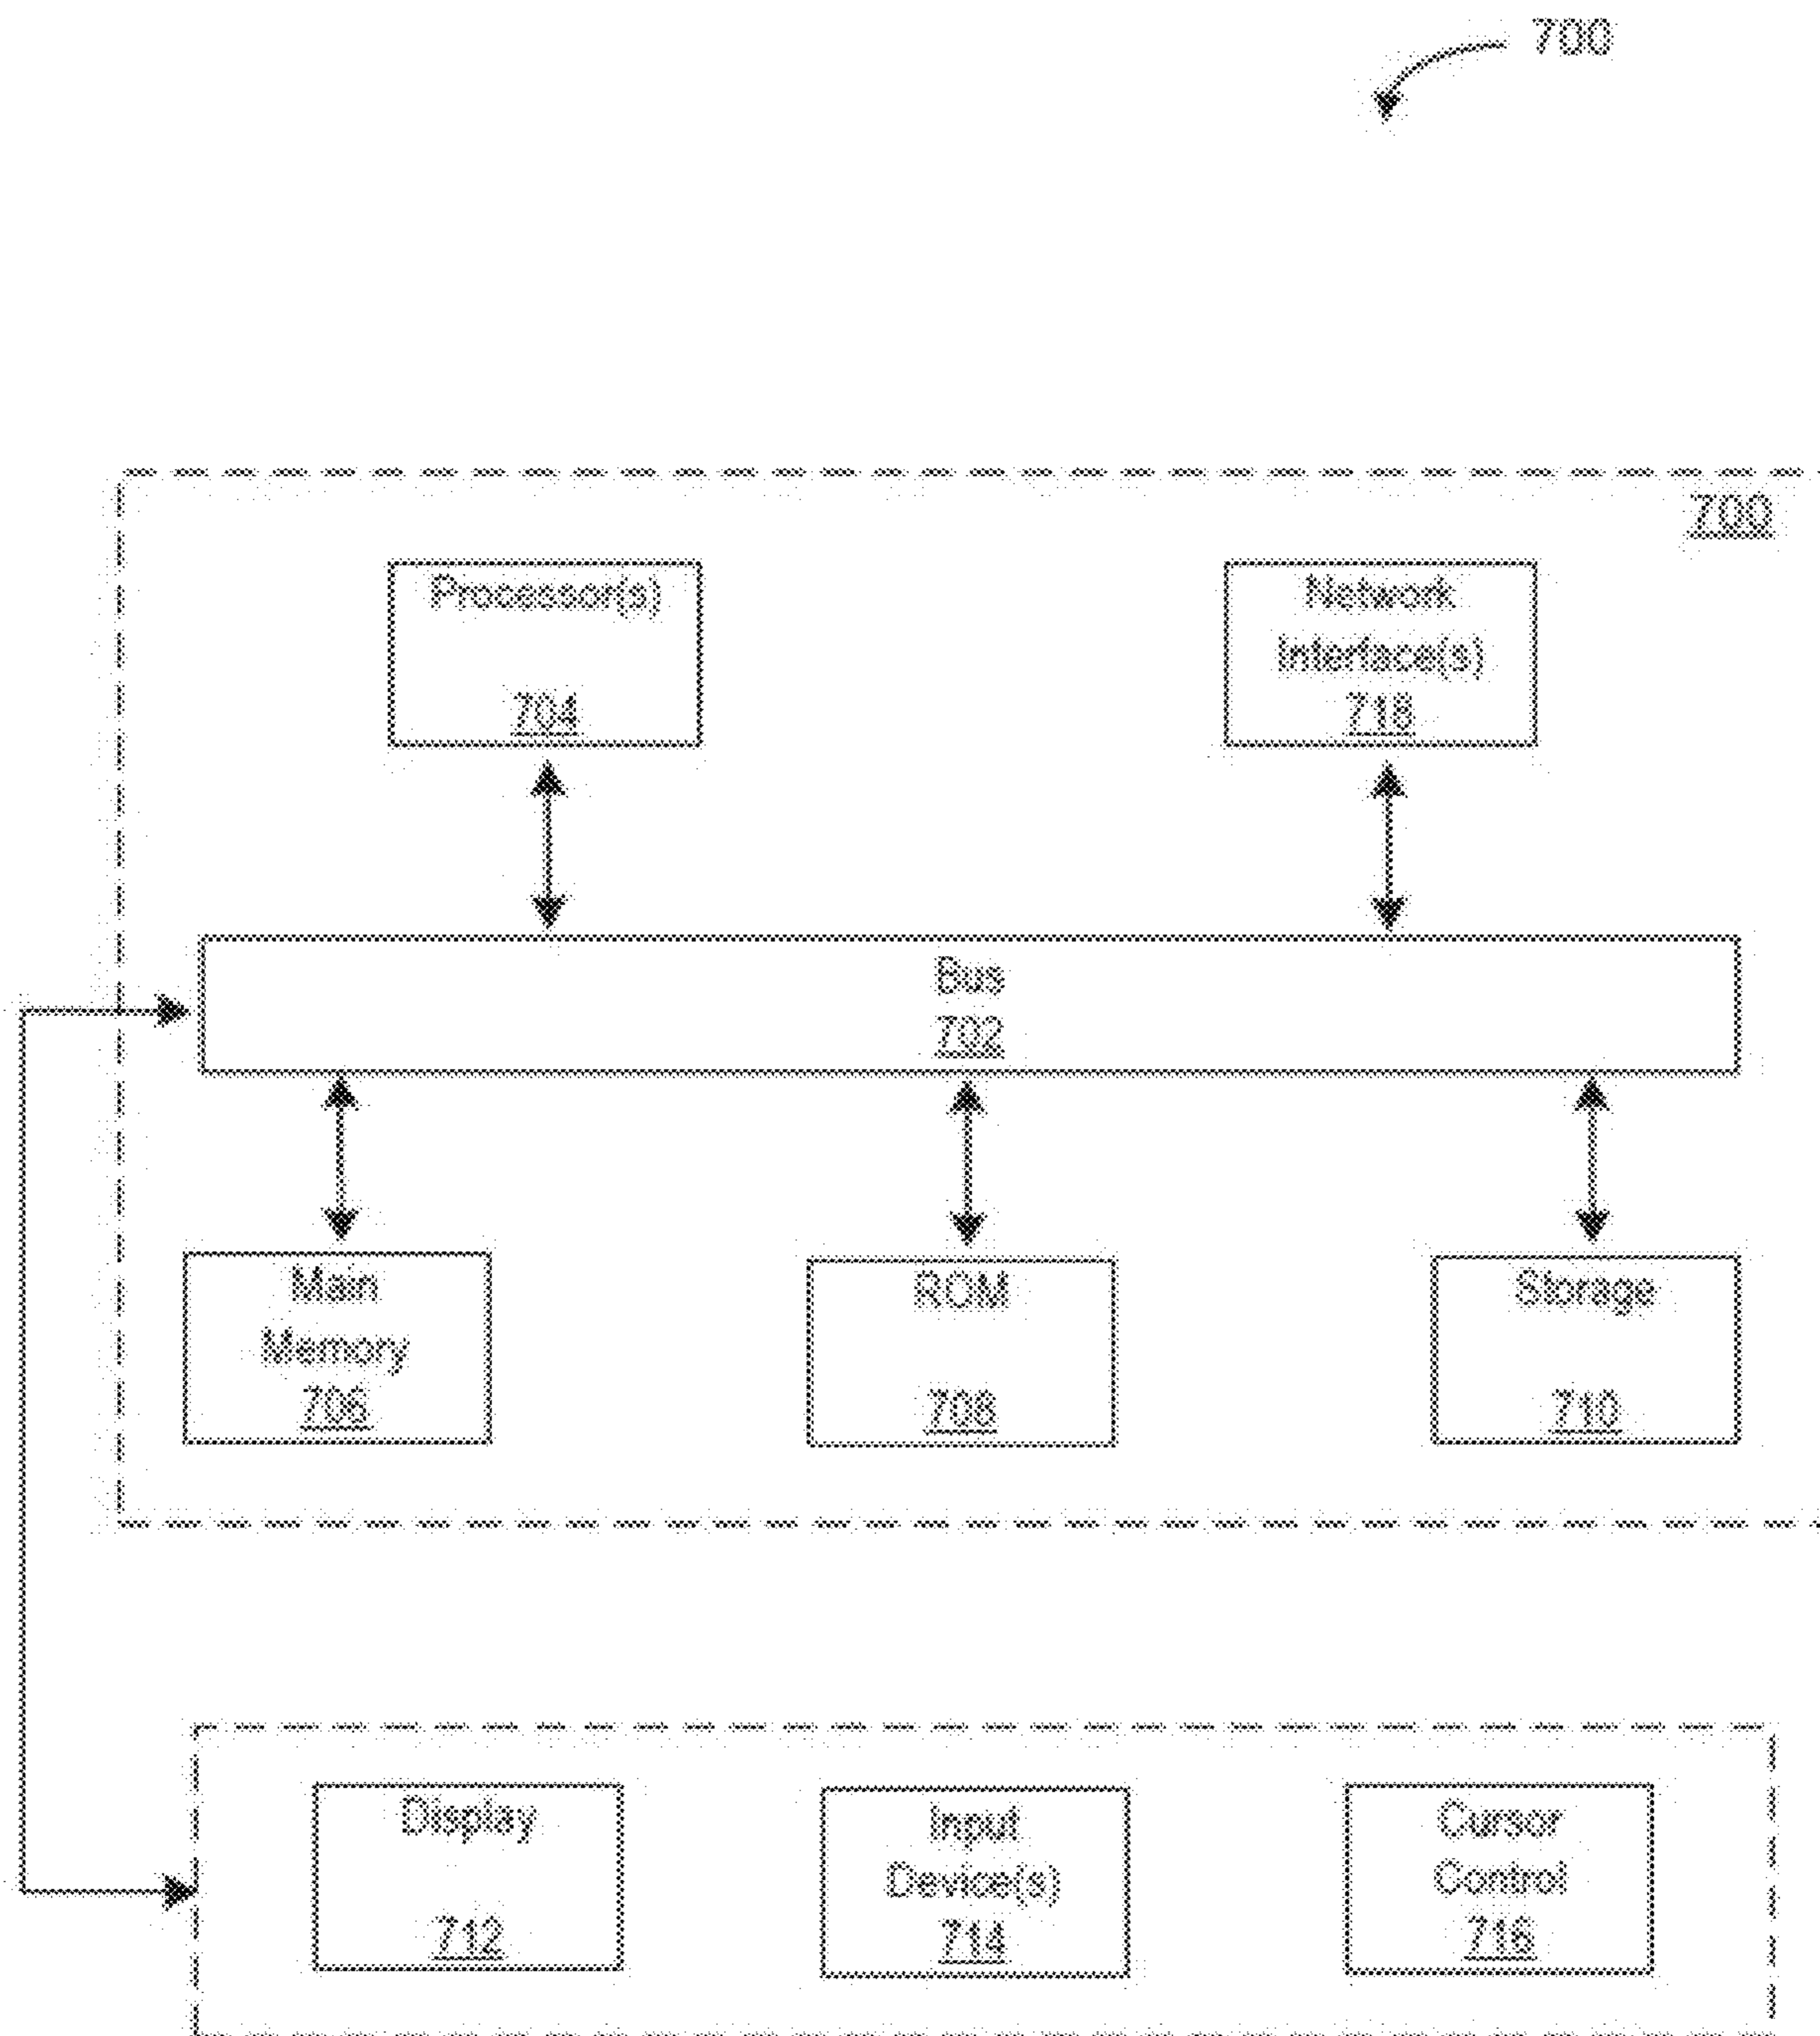 700
700
Processor(s)
704
Network
Interface(s)
718
Bus
702
Main
Memory
706
ROM
708
Storage
710
Display
712
Input
Device(s)
714
Cursor
Control
716